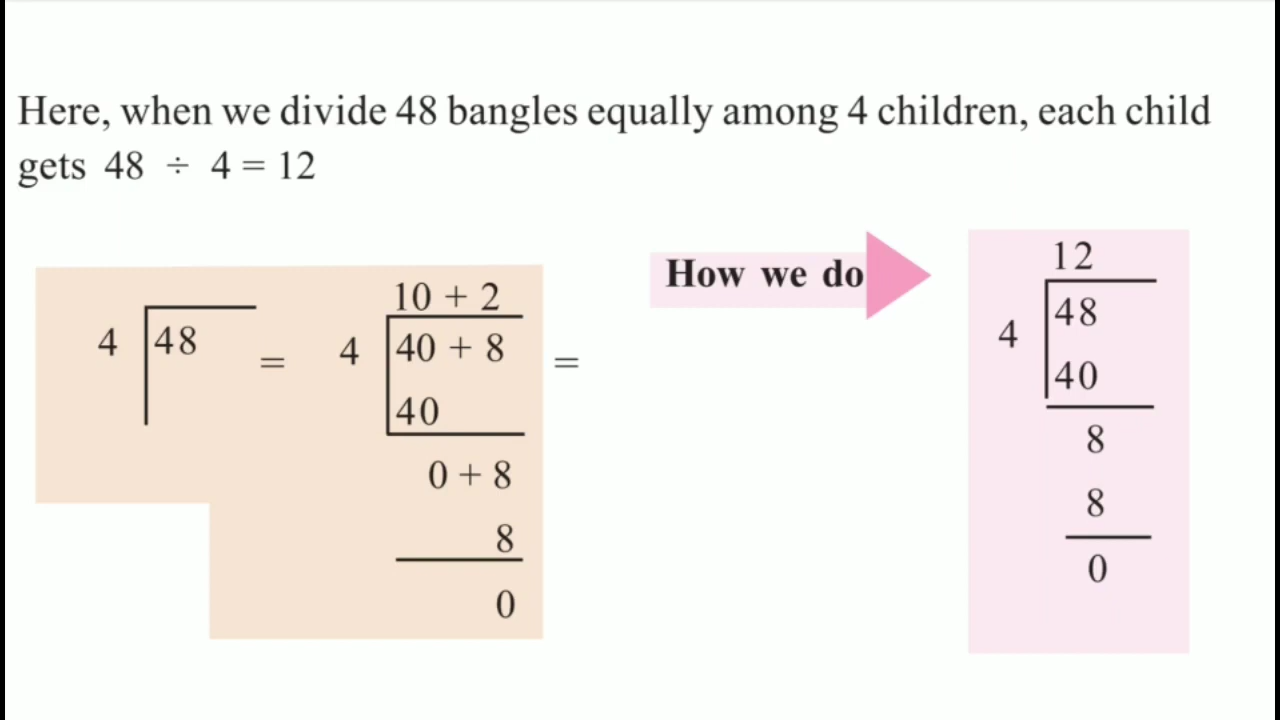 Here, when we divide 48 bangles equally among 4 children, each child
gets 48 ÷ 4 = 12
4 48
=
10 + 2
4 40 + 8
40
0 + 8
8
0
=
How we do
12
4 48
40
8
8
0